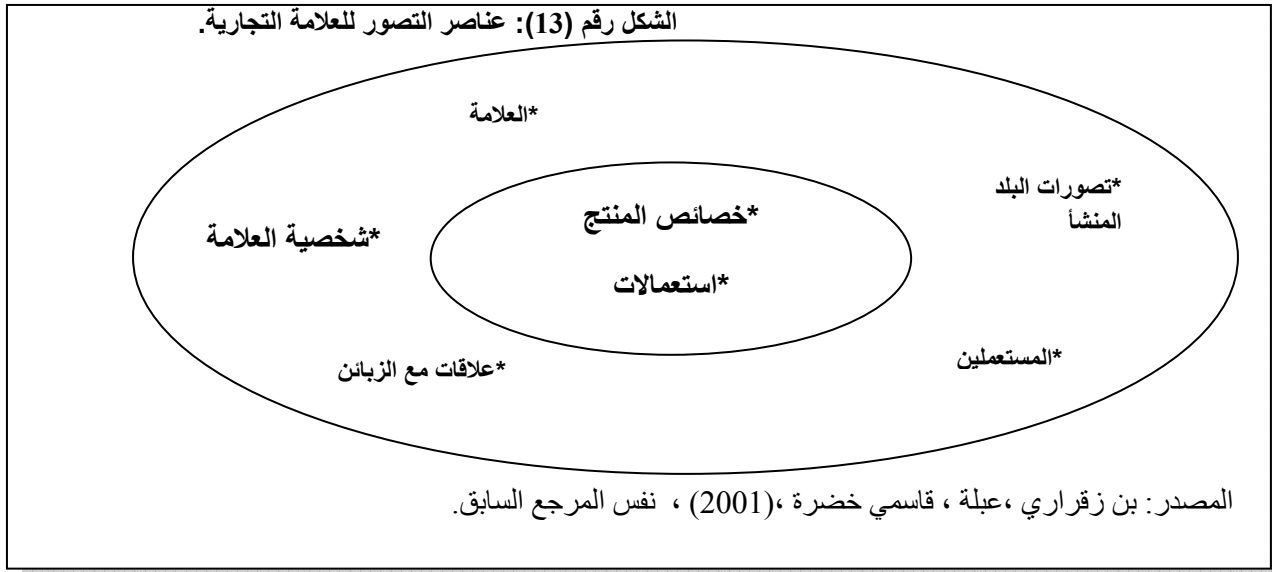 الشكل رقم (13): عناصر التصور للعلامة التجارية.
*العلامة
*تصورات البلد
المنشأ
*خصائص المنتج
*شخصية العلامة
*استعمالات
*المستعملين
*علاقات مع الزبائن
المصدر: بن زقراري ،عبلة ، قاسمي خضرة ،(2001) ، نفس المرجع السابق.